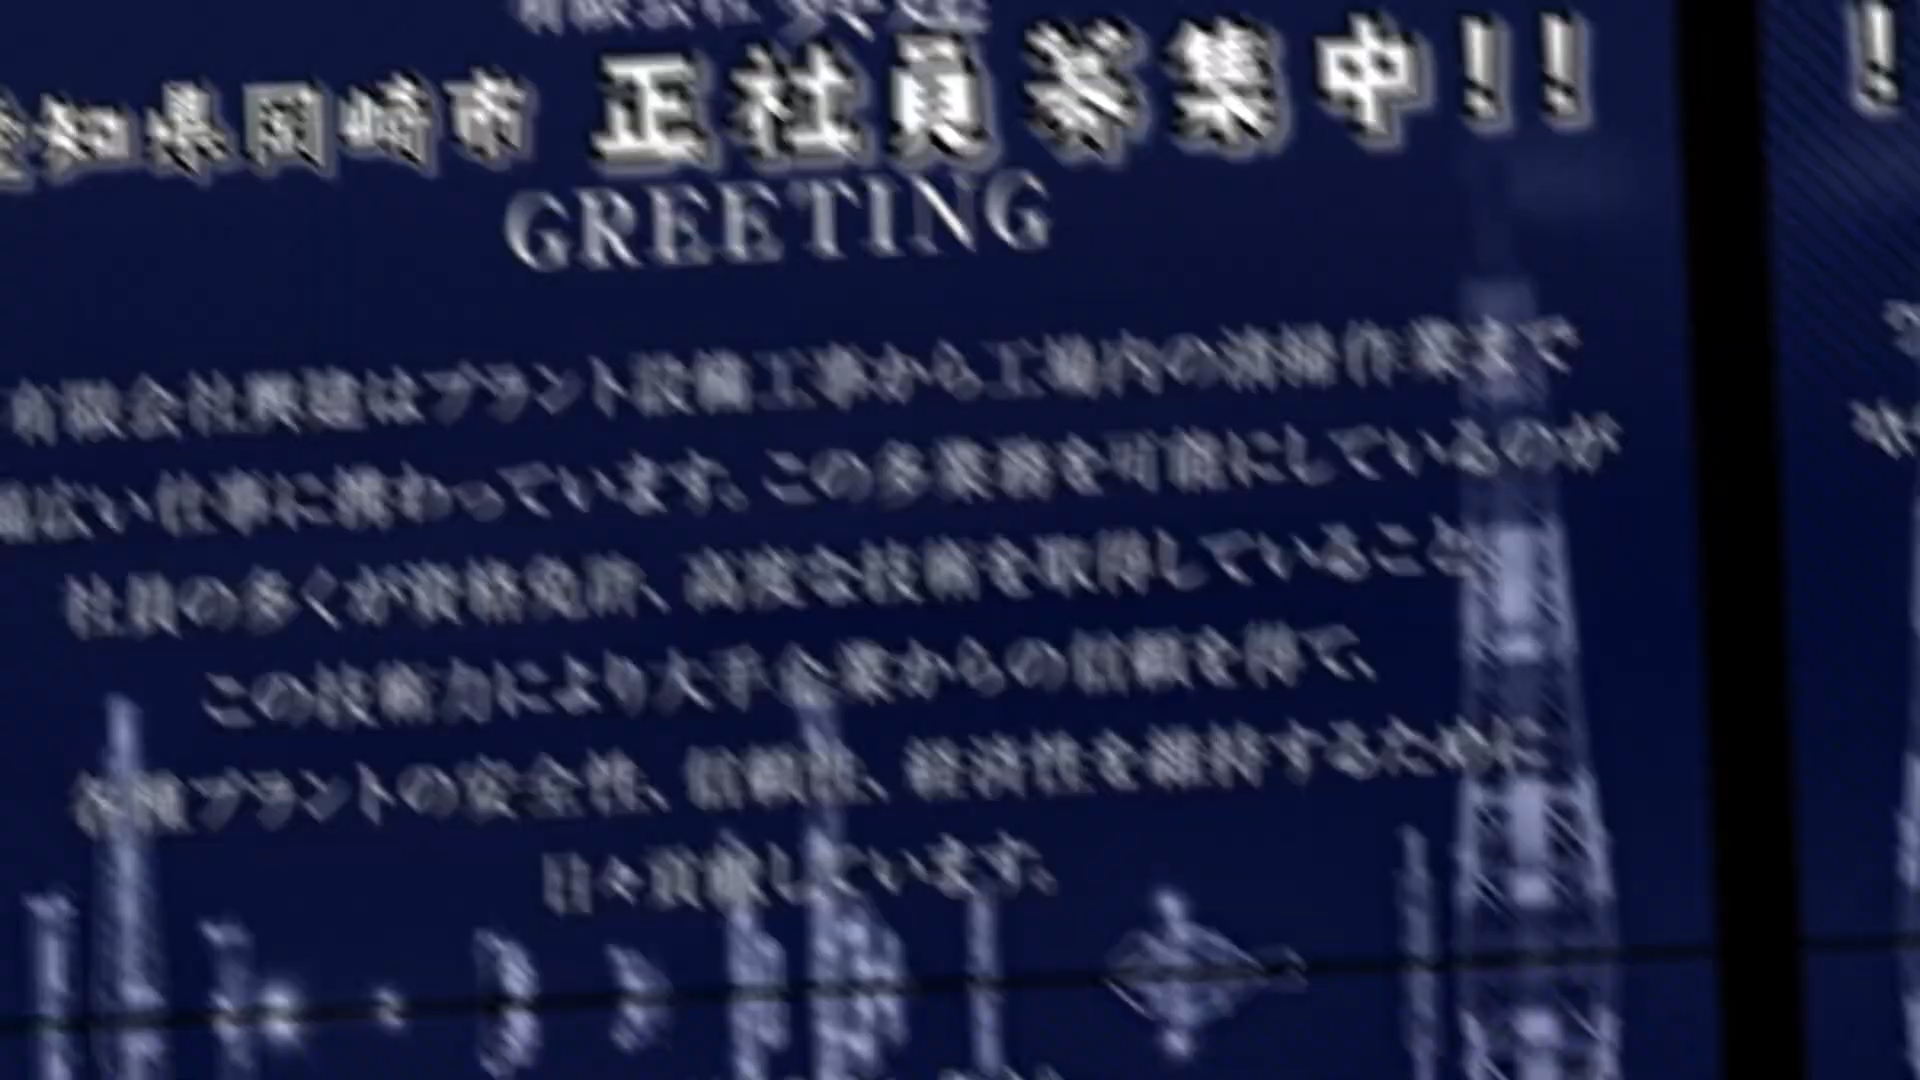 有限会社興建
愛知県岡崎市 正社員募集中!!
GREETING
有限会社興建はプラント設備工事から工場内の清掃作業まで
幅広い仕事に携わっています。この多業務を可能にしているのが
社員の多くが資格免許、高度な技術を取得していること
この技術力により大手企業からの信頼を得て、
各種プラントの安全性、信頼性、経済性を維持するために
日々貢献しています。